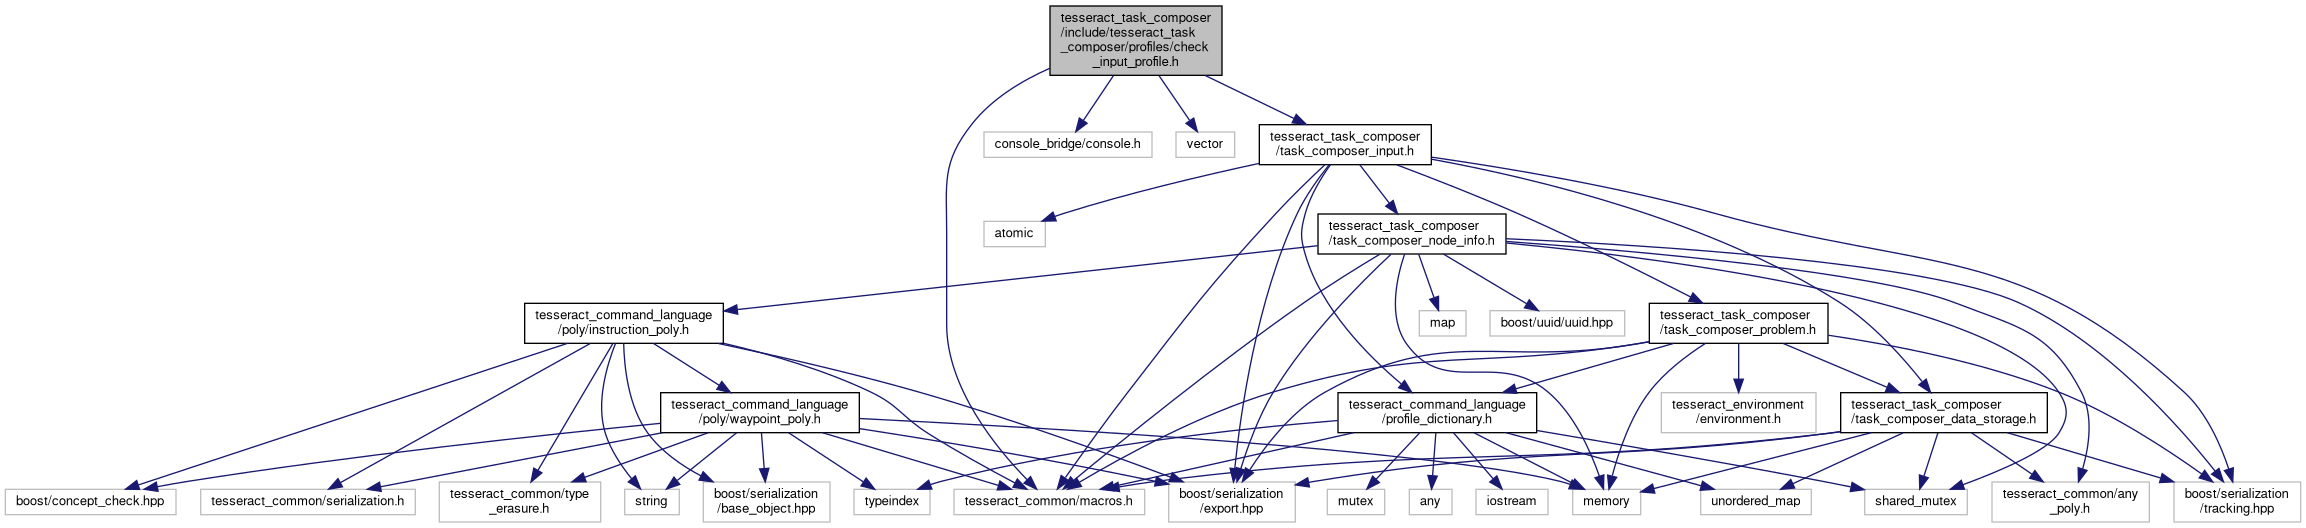 tesseract_task_composer
/include/tesseract_task
_composer/profiles/check
_input_profile.h
console_bridge/console.h
vector
tesseract_task_composer
/task_composer_input.h
atomic
tesseract_task_composer
/task_composer_node_info.h
tesseract_command_language
/poly/instruction_poly.h
map
boost/uuid/uuid.hpp
tesseract_task_composer
/task_composer_problem.h
tesseract_command_language
/poly/waypoint_poly.h
tesseract_command_language
/profile_dictionary.h
tesseract_environment
/environment.h
tesseract_task_composer
/task_composer_data_storage.h
boost/concept_check.hpp
tesseract_common/serialization.h
tesseract_common/type
_erasure.h
string
boost/serialization
/base_object.hpp
typeindex
tesseract_common/macros.h
boost/serialization
/export.hpp
mutex
any
iostream
memory
unordered_map
shared_mutex
tesseract_common/any
_poly.h
boost/serialization
/tracking.hpp